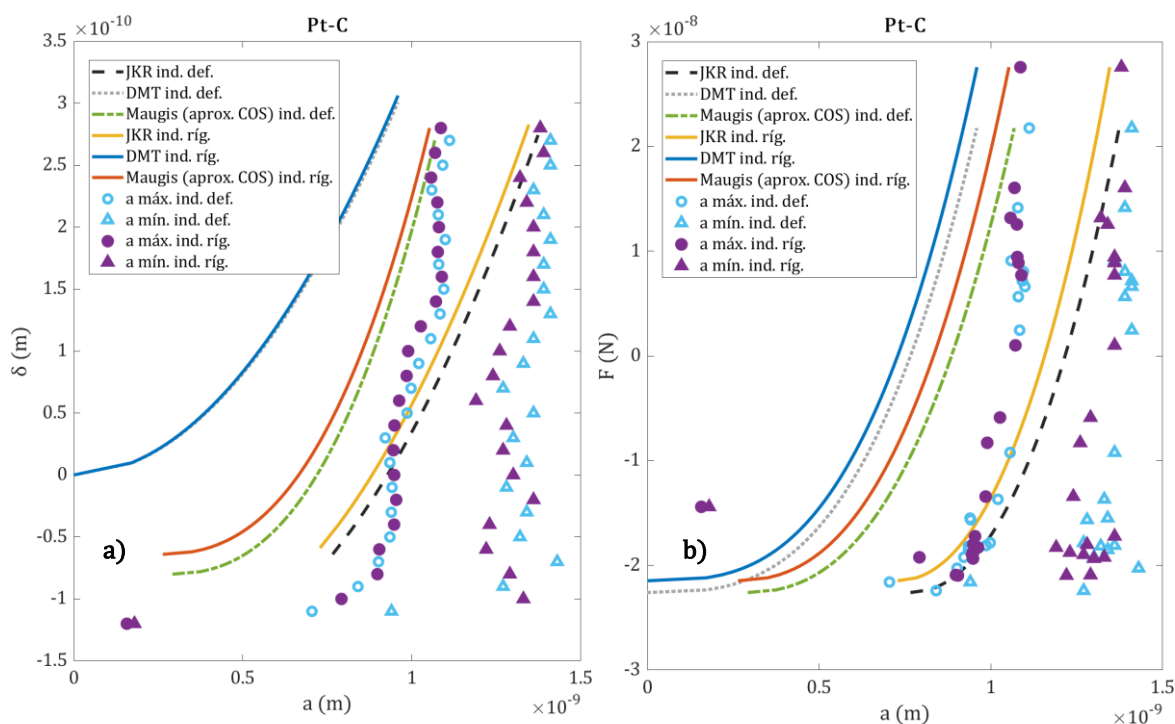 ×10⁻¹⁰
Pt-C
3.5
3
2.5
2
1.5
1
0.5
0
-0.5
-1
-1.5
δ (m)
JKR ind. def.
DMT ind. def.
Maugis (aprox. COS) ind. def.
JKR ind. ríg.
DMT ind. ríg.
Maugis (aprox. COS) ind. ríg.
a máx. ind. def.
a mín. ind. def.
a máx. ind. ríg.
a mín. ind. ríg.
a)
0
0.5
1
1.5
a (m)
×10⁻⁹
×10⁻⁸
Pt-C
3
2
1
0
-1
-2
-3
F (N)
JKR ind. def.
DMT ind. def.
Maugis (aprox. COS) ind. def.
JKR ind. ríg.
DMT ind. ríg.
Maugis (aprox. COS) ind. ríg.
a máx. ind. def.
a mín. ind. def.
a máx. ind. ríg.
a mín. ind. ríg.
b)
0
0.5
1
1.5
a (m)
×10⁻⁹